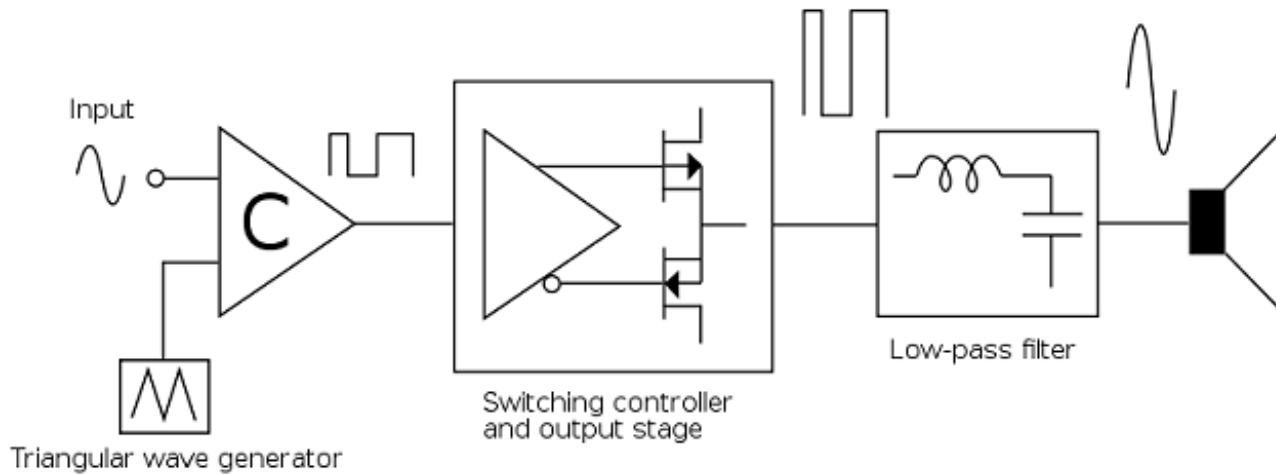 Input
C
Triangular wave generator
Switching controller
and output stage
Low-pass filter